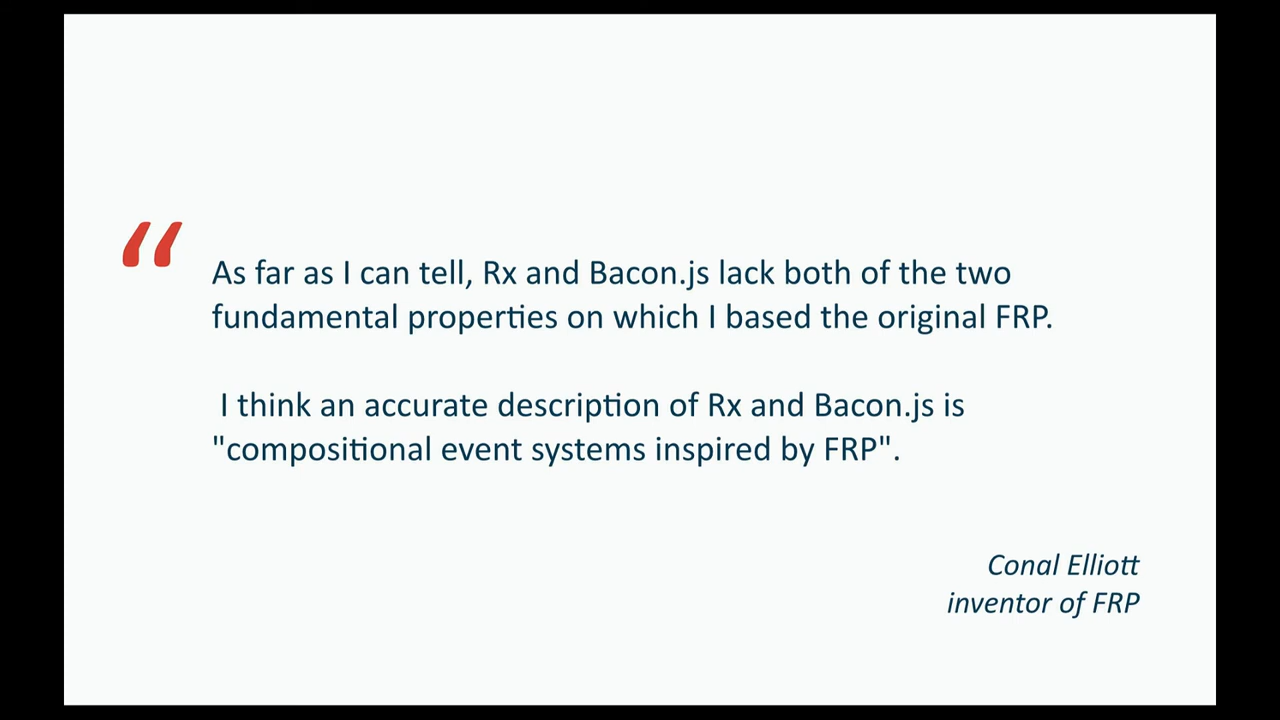 “
As far as I can tell, Rx and Bacon.js lack both of the two
fundamental properties on which I based the original FRP.
I think an accurate description of Rx and Bacon.js is
"compositional event systems inspired by FRP".
Conal Elliott
inventor of FRP